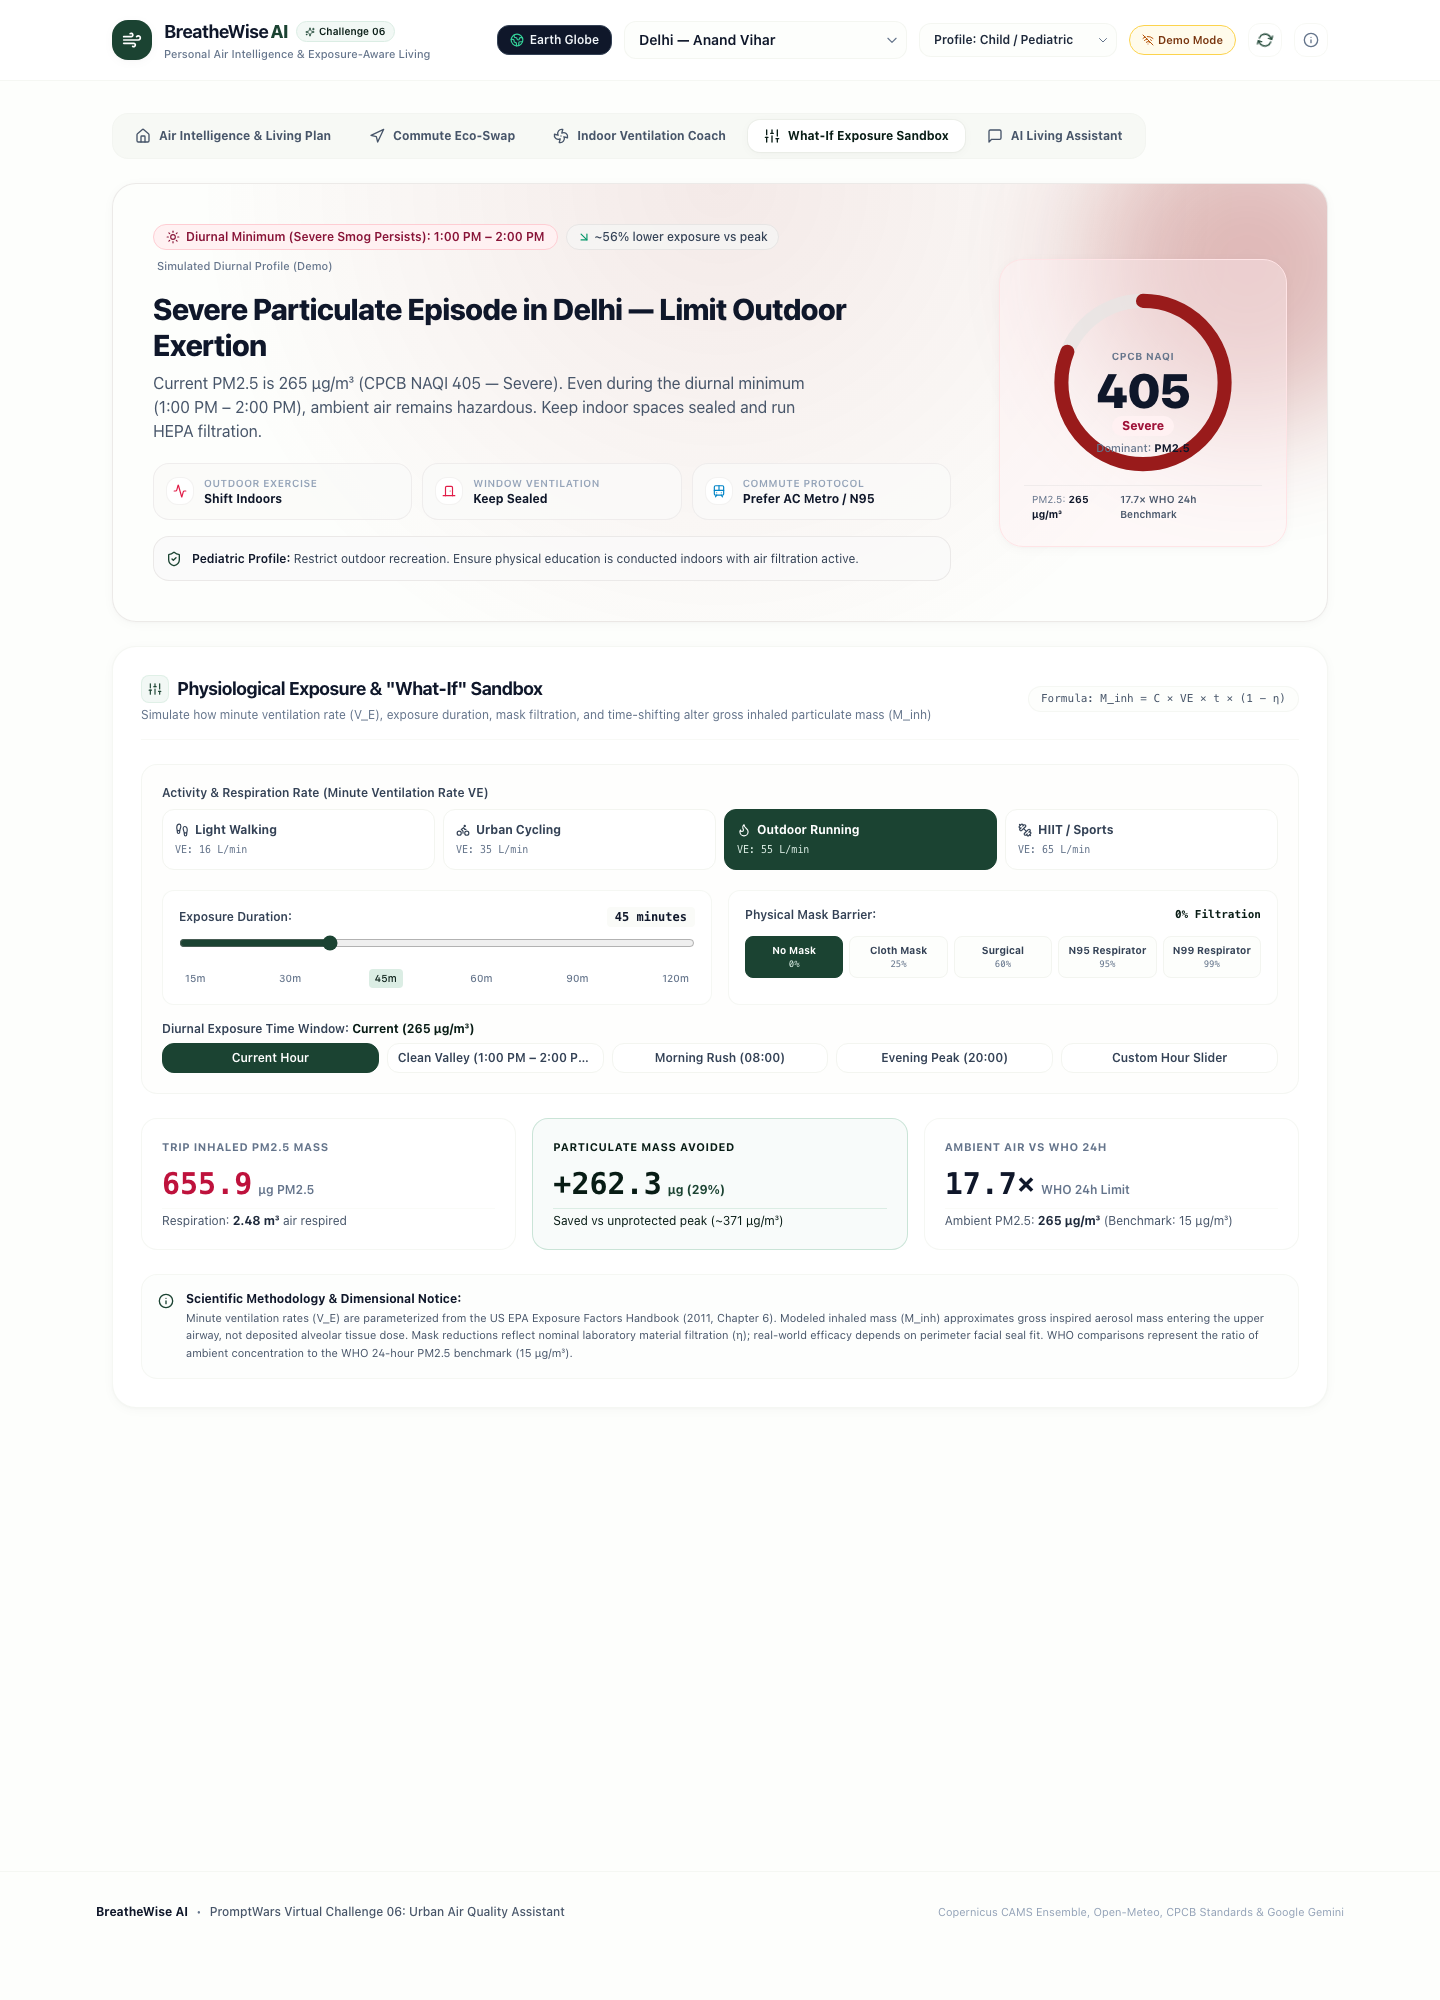 BreatheWise AI
Challenge 06
Personal Air Intelligence & Exposure-Aware Living
Earth Globe
Delhi — Anand Vihar
Profile: Child / Pediatric
Demo Mode
Air Intelligence & Living Plan
Commute Eco-Swap
Indoor Ventilation Coach
What-If Exposure Sandbox
AI Living Assistant
Diurnal Minimum (Severe Smog Persists): 1:00 PM – 2:00 PM
~56% lower exposure vs peak
Simulated Diurnal Profile (Demo)
Severe Particulate Episode in Delhi — Limit Outdoor
Exertion
Current PM2.5 is 265 µg/m³ (CPCB NAQI 405 — Severe). Even during the diurnal minimum
(1:00 PM – 2:00 PM), ambient air remains hazardous. Keep indoor spaces sealed and run
HEPA filtration.
OUTDOOR EXERCISE
Shift Indoors
WINDOW VENTILATION
Keep Sealed
COMMUTE PROTOCOL
Prefer AC Metro / N95
Pediatric Profile: Restrict outdoor recreation. Ensure physical education is conducted indoors with air filtration active.
CPCB NAQI
405
Severe
Dominant: PM2.5
PM2.5: 265
µg/m³
17.7× WHO 24h
Benchmark
Physiological Exposure & "What-If" Sandbox
Simulate how minute ventilation rate (V_E), exposure duration, mask filtration, and time-shifting alter gross inhaled particulate mass (M_inh)
Formula: M_inh = C × VE × t × (1 − η)
Activity & Respiration Rate (Minute Ventilation Rate VE)
Light Walking
VE: 16 L/min
Urban Cycling
VE: 35 L/min
Outdoor Running
VE: 55 L/min
HIIT / Sports
VE: 65 L/min
Exposure Duration:
45 minutes
15m
30m
45m
60m
90m
120m
Physical Mask Barrier:
0% Filtration
No Mask
0%
Cloth Mask
25%
Surgical
60%
N95 Respirator
95%
N99 Respirator
99%
Diurnal Exposure Time Window: Current (265 µg/m³)
Current Hour
Clean Valley (1:00 PM – 2:00 P...
Morning Rush (08:00)
Evening Peak (20:00)
Custom Hour Slider
TRIP INHALED PM2.5 MASS
655.9 µg PM2.5
Respiration: 2.48 m³ air respired
PARTICULATE MASS AVOIDED
+262.3 µg (29%)
Saved vs unprotected peak (~371 µg/m³)
AMBIENT AIR VS WHO 24H
17.7× WHO 24h Limit
Ambient PM2.5: 265 µg/m³ (Benchmark: 15 µg/m³)
Scientific Methodology & Dimensional Notice:
Minute ventilation rates (V_E) are parameterized from the US EPA Exposure Factors Handbook (2011, Chapter 6). Modeled inhaled mass (M_inh) approximates gross inspired aerosol mass entering the upper
airway, not deposited alveolar tissue dose. Mask reductions reflect nominal laboratory material filtration (η); real-world efficacy depends on perimeter facial seal fit. WHO comparisons represent the ratio of
ambient concentration to the WHO 24-hour PM2.5 benchmark (15 µg/m³).
BreatheWise AI · PromptWars Virtual Challenge 06: Urban Air Quality Assistant
Copernicus CAMS Ensemble, Open-Meteo, CPCB Standards & Google Gemini